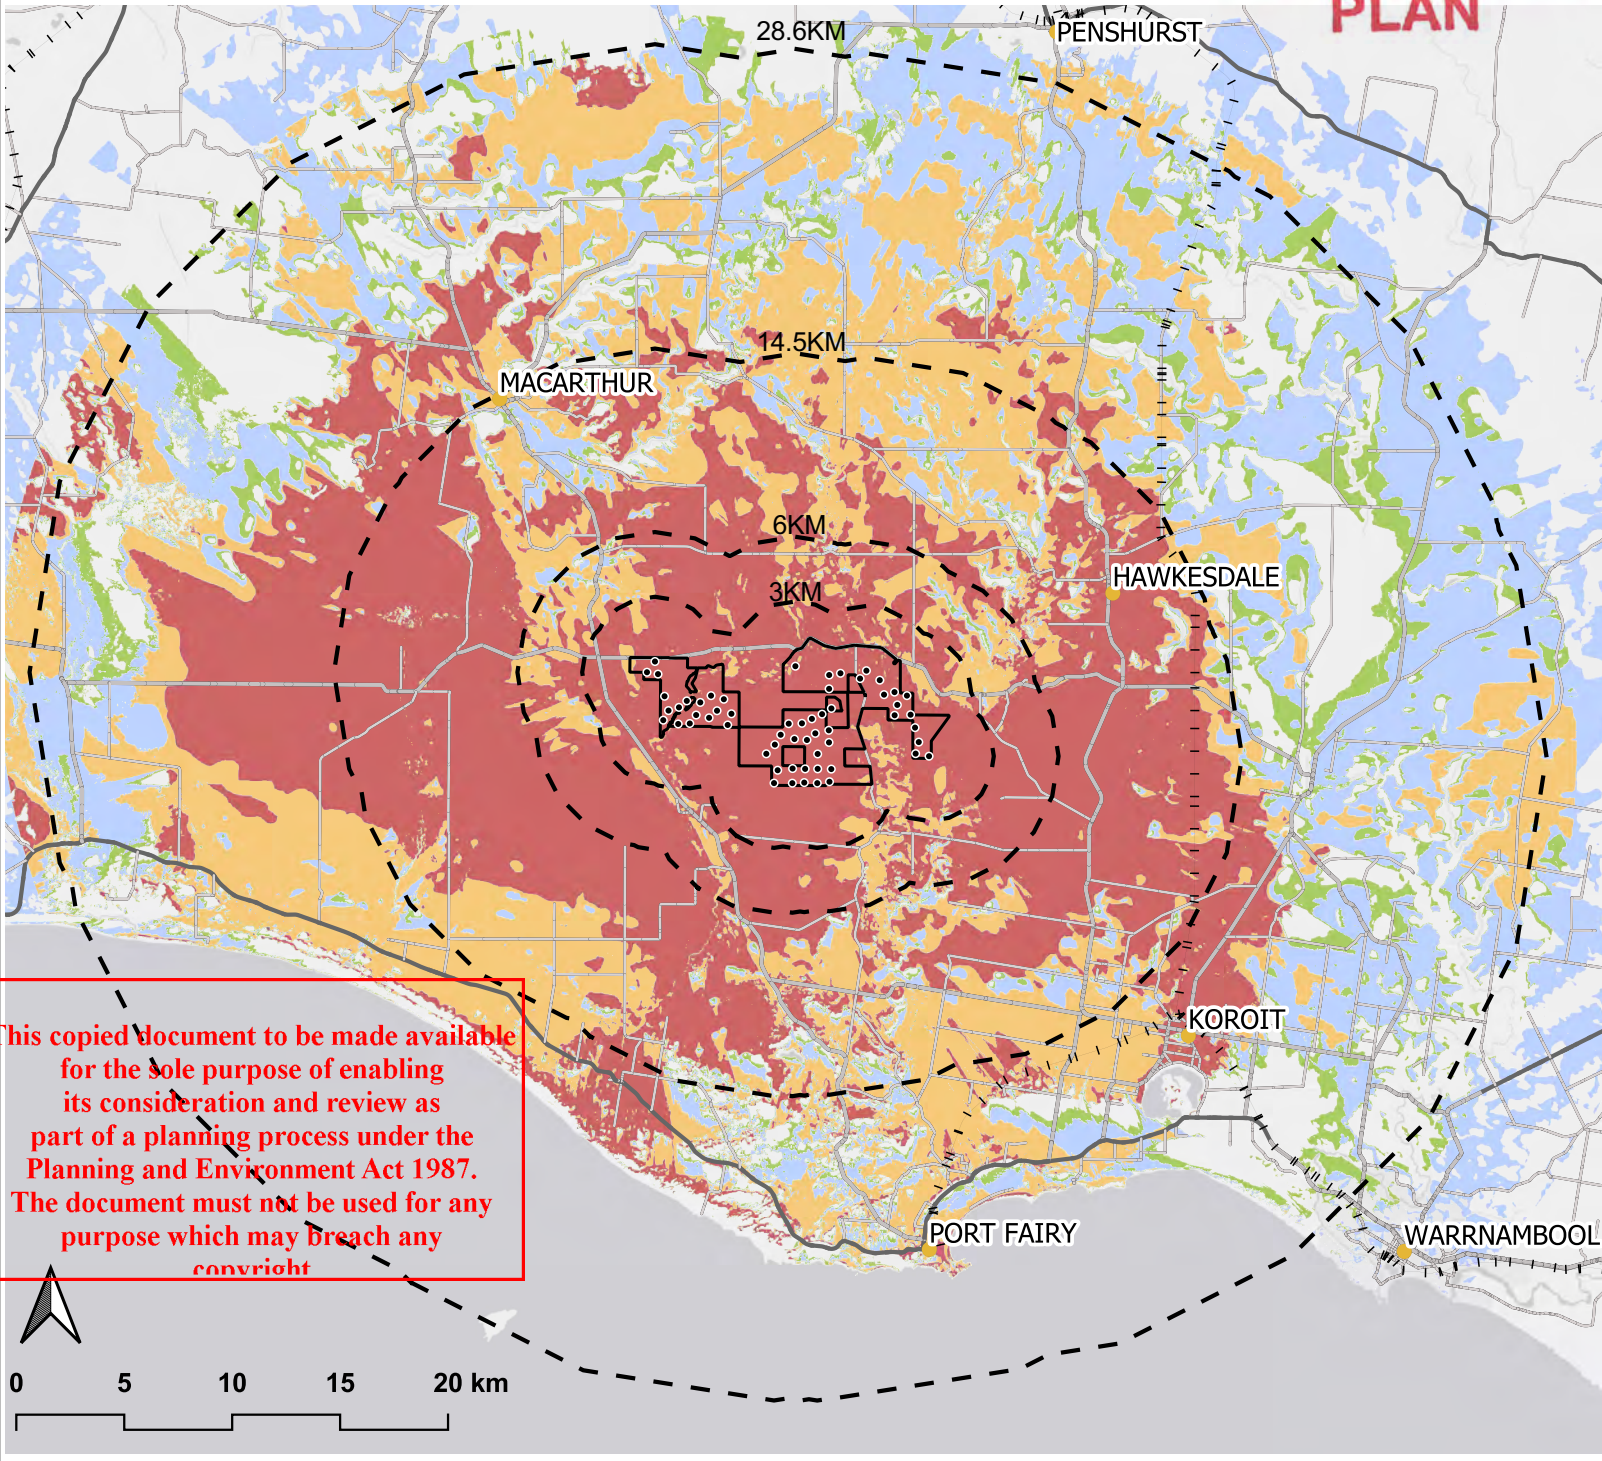 PLAN
28.6KM
PENSHURST
14.5KM
MACARTHUR
6KM
HAWKESDALE
3KM
KOROIT
This copied document to be made available
for the sole purpose of enabling
its consideration and review as
part of a planning process under the
Planning and Environment Act 1987.
The document must not be used for any
purpose which may breach any
copyright
PORT FAIRY
WARRNAMBOOL
0 5 10 15 20 km